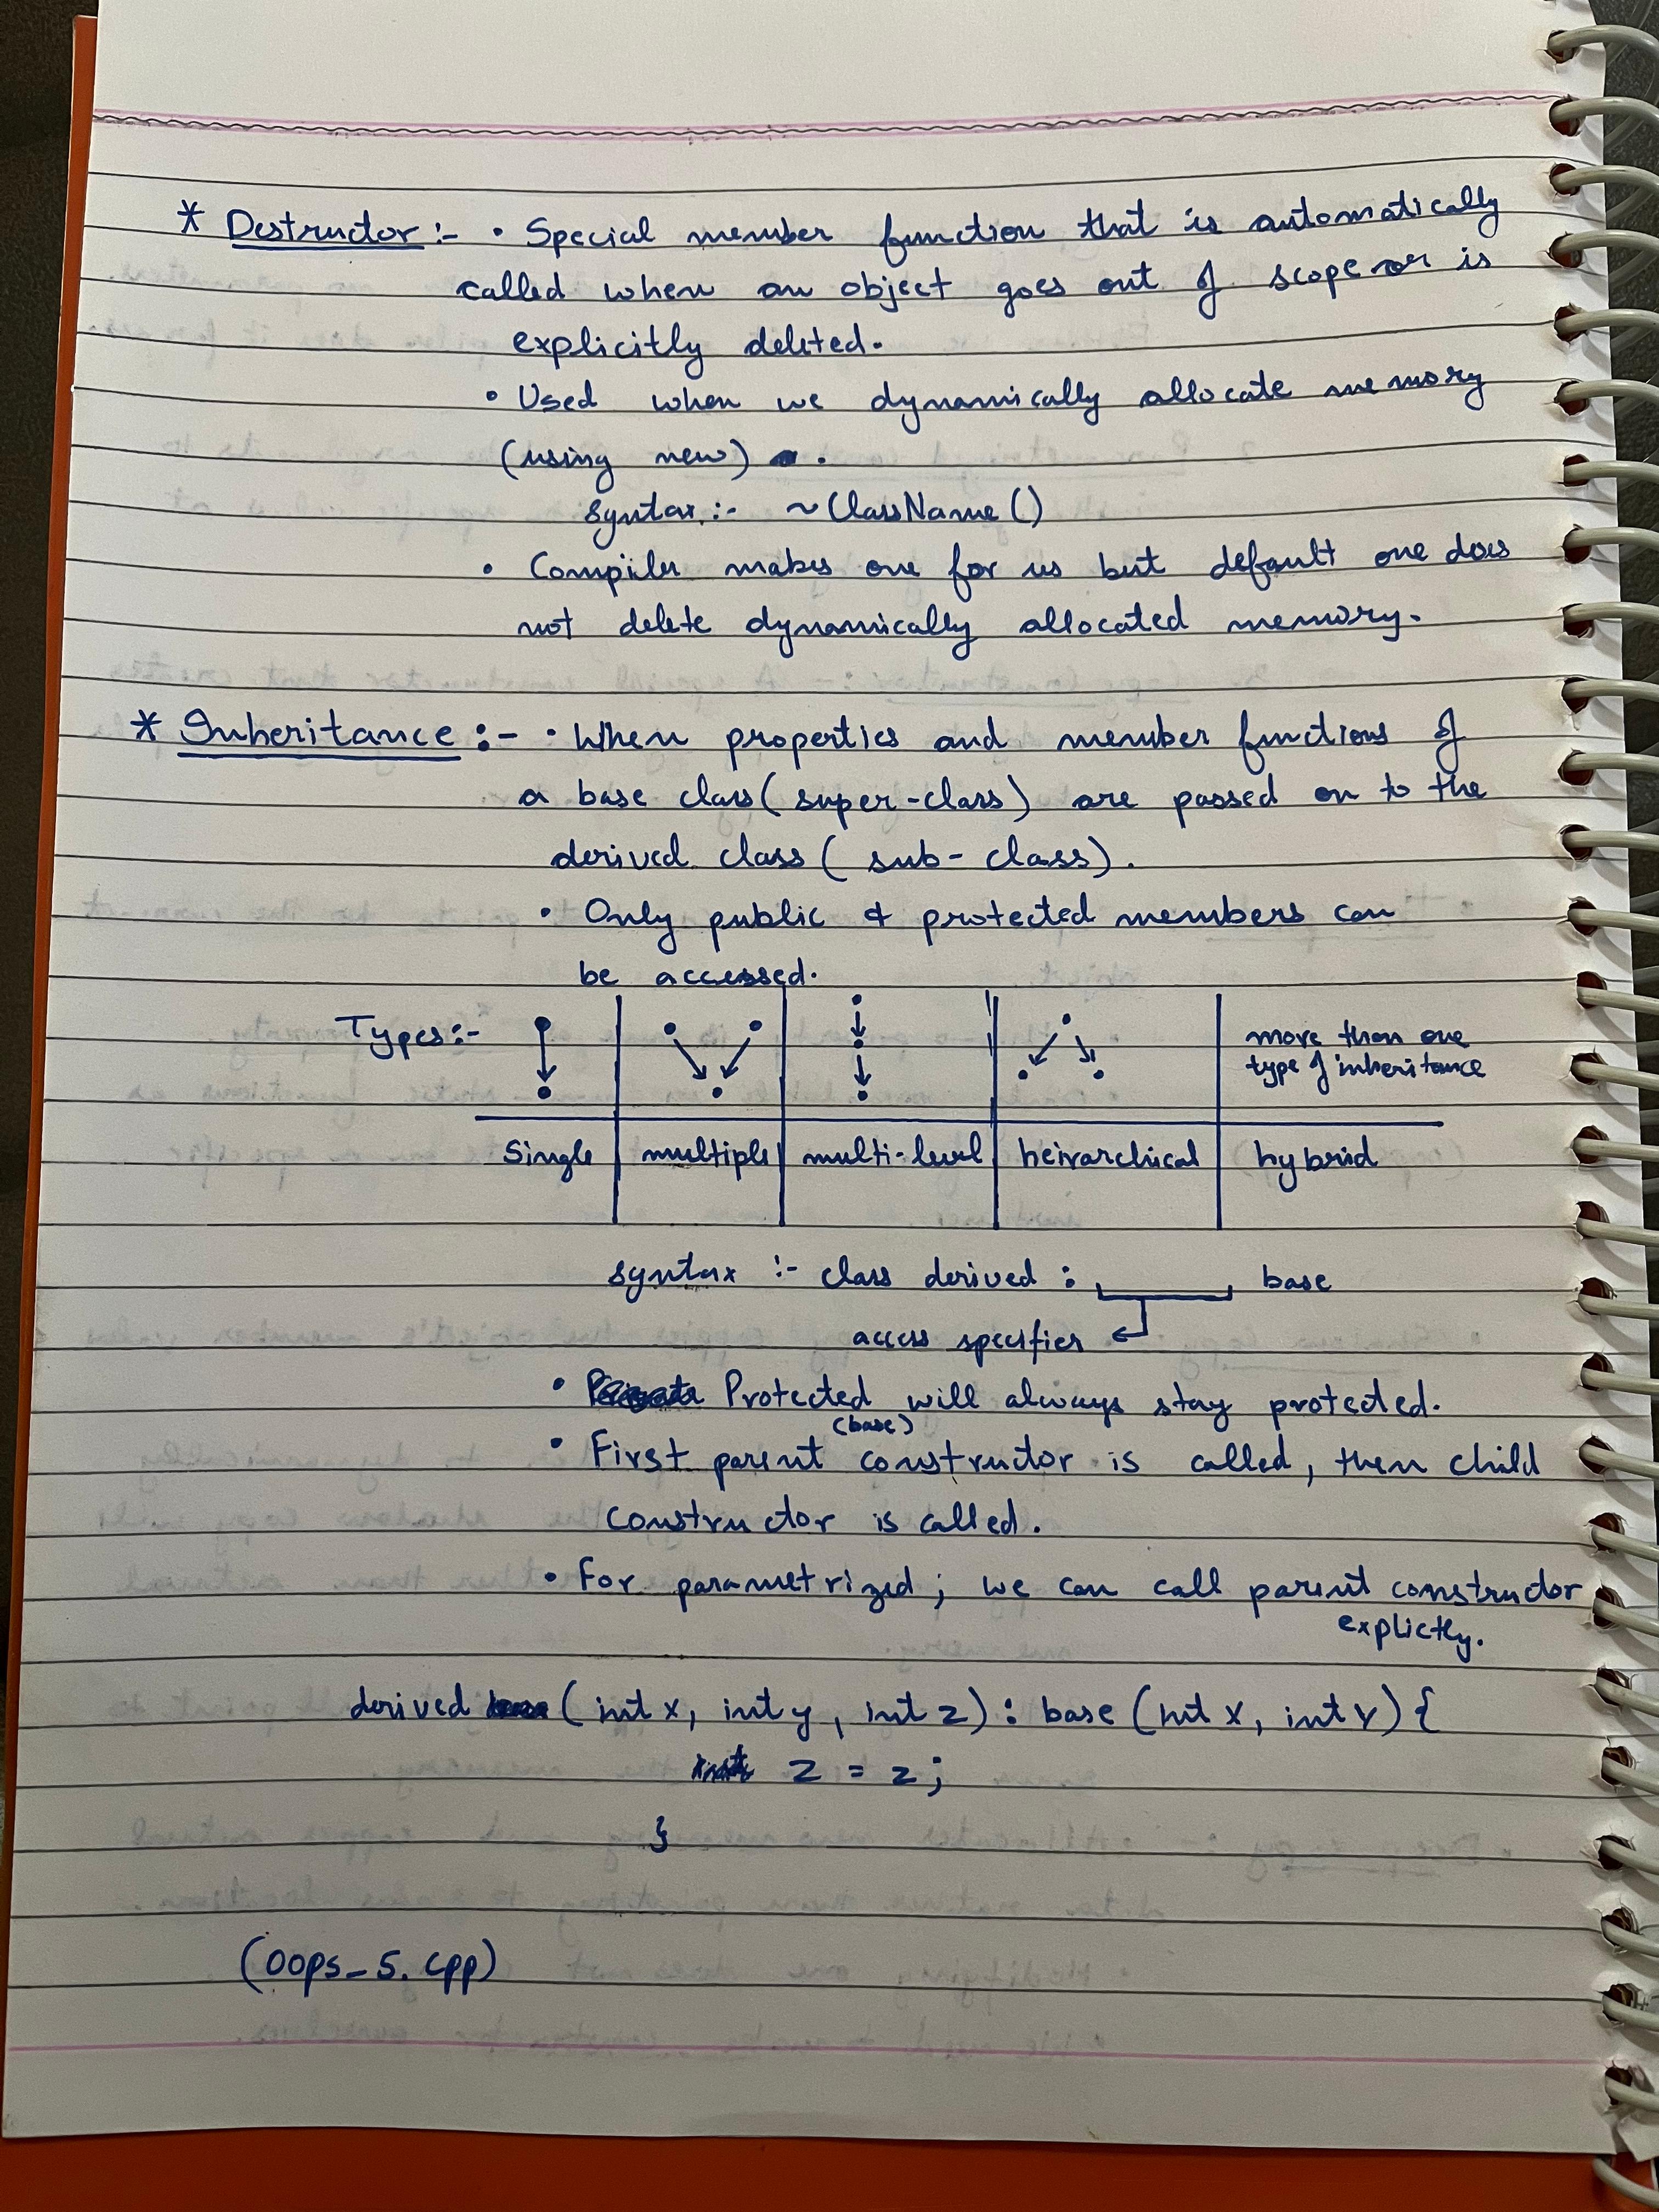 * Destructor :- • Special member function that is automatically
called when an object goes out of scope or is
explicitly deleted.
• Used when we dynamically allocate memory
(using new) .
syntax :- ~ClassName()
• Compiler makes one for us but default one does
not delete dynamically allocated memory.
* Inheritance :- • When properties and member functions of
a base class (super-class) are passed on to the
derived class (sub-class).
• Only public & protected members can
be accessed.
Types :-
more than one
type of inheritance
single multiple multi-level heirarchical hybrid
syntax :- class derived : base
access specifier
• Protected will always stay protected.
(base)
• First parent constructor is called, then child
constructor is called.
• For parametrized ; we can call parent constructor
explictly.
derived (int x, int y, int z) : base (int x, int y) {
z = z;
}
(oops_5.cpp)